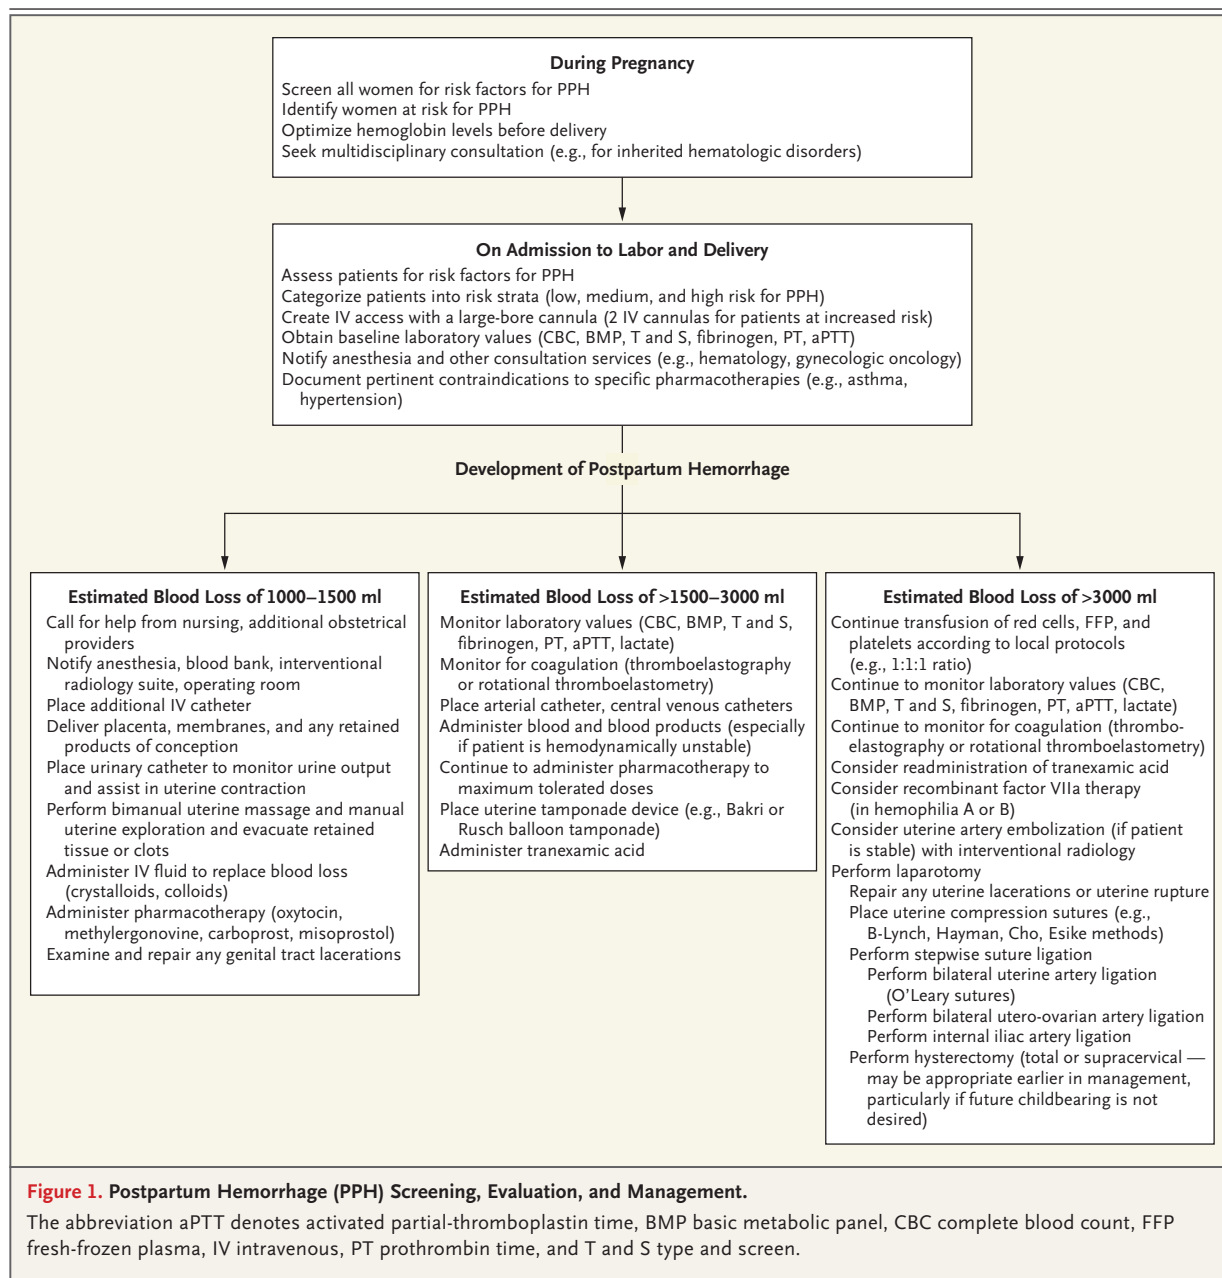 During Pregnancy
Screen all women for risk factors for PPH
Identify women at risk for PPH
Optimize hemoglobin levels before delivery
Seek multidisciplinary consultation (e.g., for inherited hematologic disorders)
On Admission to Labor and Delivery
Assess patients for risk factors for PPH
Categorize patients into risk strata (low, medium, and high risk for PPH)
Create IV access with a large-bore cannula (2 IV cannulas for patients at increased risk)
Obtain baseline laboratory values (CBC, BMP, T and S, fibrinogen, PT, aPTT)
Notify anesthesia and other consultation services (e.g., hematology, gynecologic oncology)
Document pertinent contraindications to specific pharmacotherapies (e.g., asthma,
hypertension)
Development of Postpartum Hemorrhage
Estimated Blood Loss of 1000–1500 ml
Call for help from nursing, additional obstetrical
providers
Notify anesthesia, blood bank, interventional
radiology suite, operating room
Place additional IV catheter
Deliver placenta, membranes, and any retained
products of conception
Place urinary catheter to monitor urine output
and assist in uterine contraction
Perform bimanual uterine massage and manual
uterine exploration and evacuate retained
tissue or clots
Administer IV fluid to replace blood loss
(crystalloids, colloids)
Administer pharmacotherapy (oxytocin,
methylergonovine, carboprost, misoprostol)
Examine and repair any genital tract lacerations
Estimated Blood Loss of >1500–3000 ml
Monitor laboratory values (CBC, BMP, T and S,
fibrinogen, PT, aPTT, lactate)
Monitor for coagulation (thromboelastography
or rotational thromboelastometry)
Place arterial catheter, central venous catheters
Administer blood and blood products (especially
if patient is hemodynamically unstable)
Continue to administer pharmacotherapy to
maximum tolerated doses
Place uterine tamponade device (e.g., Bakri or
Rusch balloon tamponade)
Administer tranexamic acid
Estimated Blood Loss of >3000 ml
Continue transfusion of red cells, FFP, and
platelets according to local protocols
(e.g., 1:1:1 ratio)
Continue to monitor laboratory values (CBC,
BMP, T and S, fibrinogen, PT, aPTT, lactate)
Continue to monitor for coagulation (thrombo-
elastography or rotational thromboelastometry)
Consider readministration of tranexamic acid
Consider recombinant factor VIIa therapy
(in hemophilia A or B)
Consider uterine artery embolization (if patient
is stable) with interventional radiology
Perform laparotomy
Repair any uterine lacerations or uterine rupture
Place uterine compression sutures (e.g.,
B-Lynch, Hayman, Cho, Esike methods)
Perform stepwise suture ligation
Perform bilateral uterine artery ligation
(O’Leary sutures)
Perform bilateral utero-ovarian artery ligation
Perform internal iliac artery ligation
Perform hysterectomy (total or supracervical —
may be appropriate earlier in management,
particularly if future childbearing is not
desired)
Figure 1. Postpartum Hemorrhage (PPH) Screening, Evaluation, and Management.
The abbreviation aPTT denotes activated partial-thromboplastin time, BMP basic metabolic panel, CBC complete blood count, FFP
fresh-frozen plasma, IV intravenous, PT prothrombin time, and T and S type and screen.